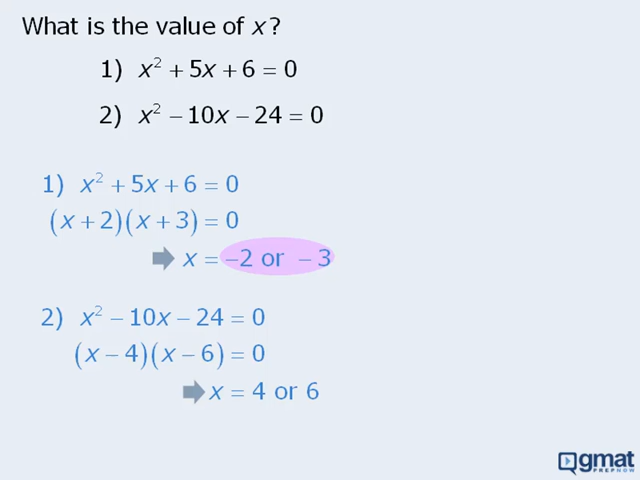 What is the value of x?
1) x² + 5x + 6 = 0
2) x² – 10x – 24 = 0
1) x² + 5x + 6 = 0
(x + 2)(x + 3) = 0
x = –2 or – 3
2) x² – 10x – 24 = 0
(x – 4)(x – 6) = 0
x = 4 or 6
gmat
PREPNOW